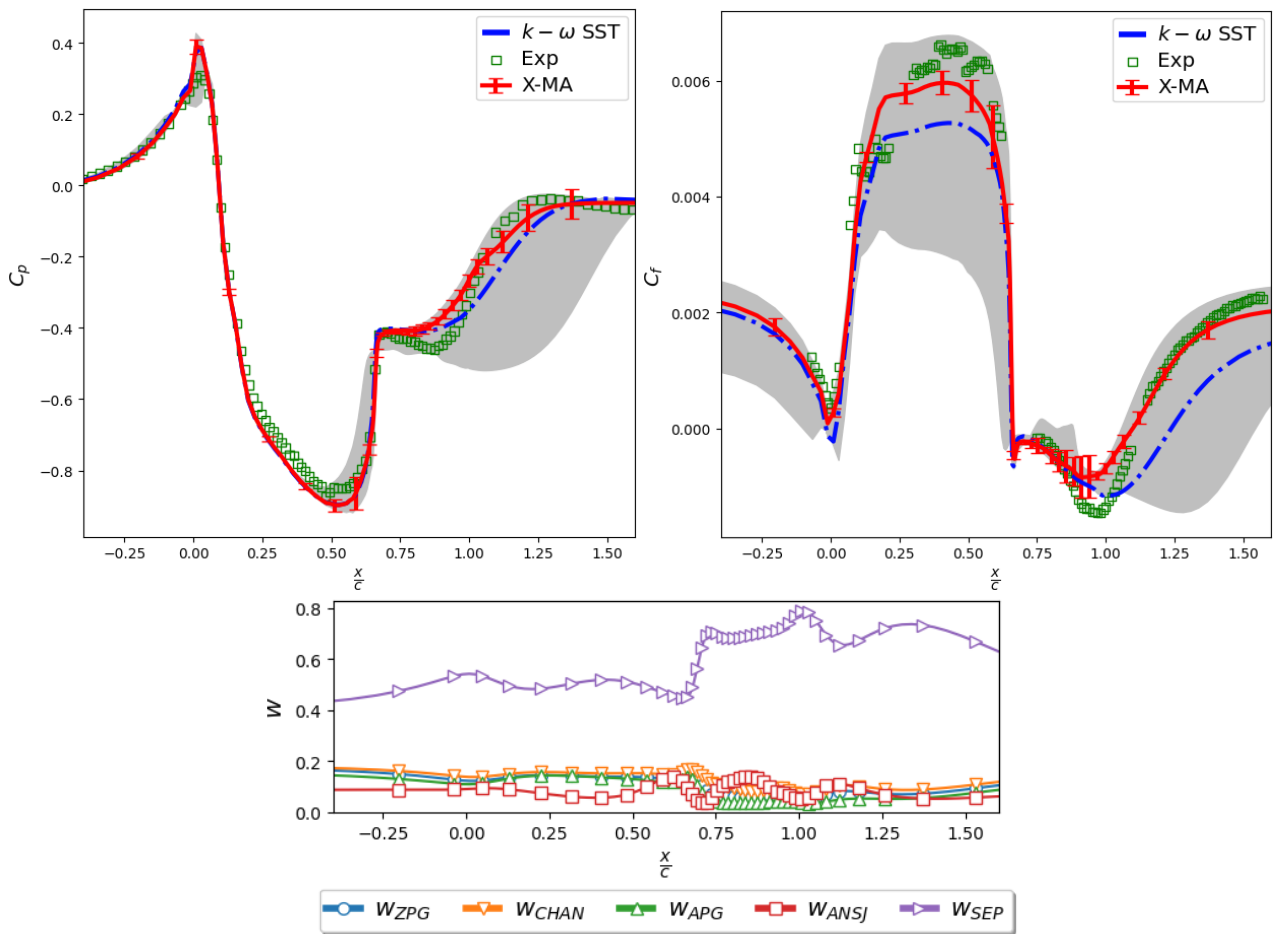 0.4
0.2
0.0
−0.2
−0.4
−0.6
−0.8
C_p
−0.25 0.00 0.25 0.50 0.75 1.00 1.25 1.50
x/c
k − ω SST
Exp
X-MA
0.006
0.004
0.002
0.000
C_f
−0.25 0.00 0.25 0.50 0.75 1.00 1.25 1.50
x/c
k − ω SST
Exp
X-MA
0.8
0.6
0.4
0.2
0.0
w
−0.25 0.00 0.25 0.50 0.75 1.00 1.25 1.50
x/c
w_ZPG w_CHAN w_APG w_ANSJ w_SEP